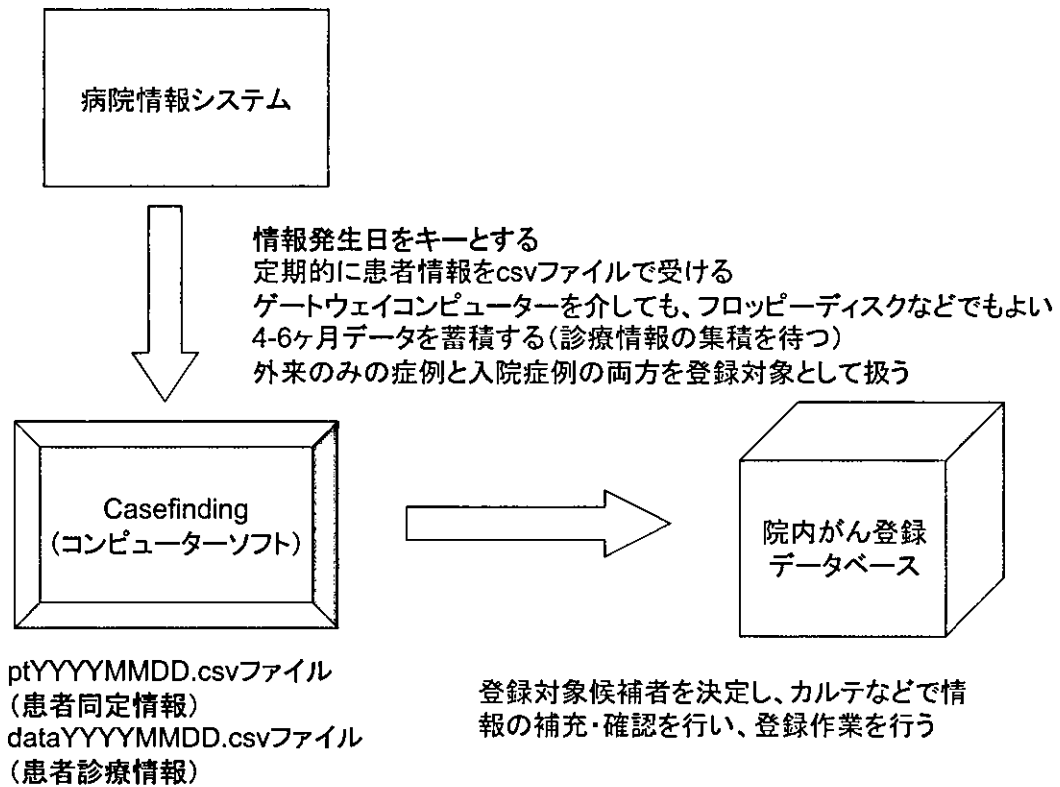 病院情報システム
情報発生日をキーとする
定期的に患者情報をcsvファイルで受ける
ゲートウェイコンピューターを介しても、フロッピーディスクなどでもよい
4-6ヶ月データを蓄積する（診療情報の集積を待つ）
外来のみの症例と入院症例の両方を登録対象として扱う
Casefinding
（コンピューターソフト）
院内がん登録
データベース
ptYYYYMMDD.csvファイル
（患者同定情報）
dataYYYYMMDD.csvファイル
（患者診療情報）
登録対象候補者を決定し、カルテなどで情
報の補充・確認を行い、登録作業を行う